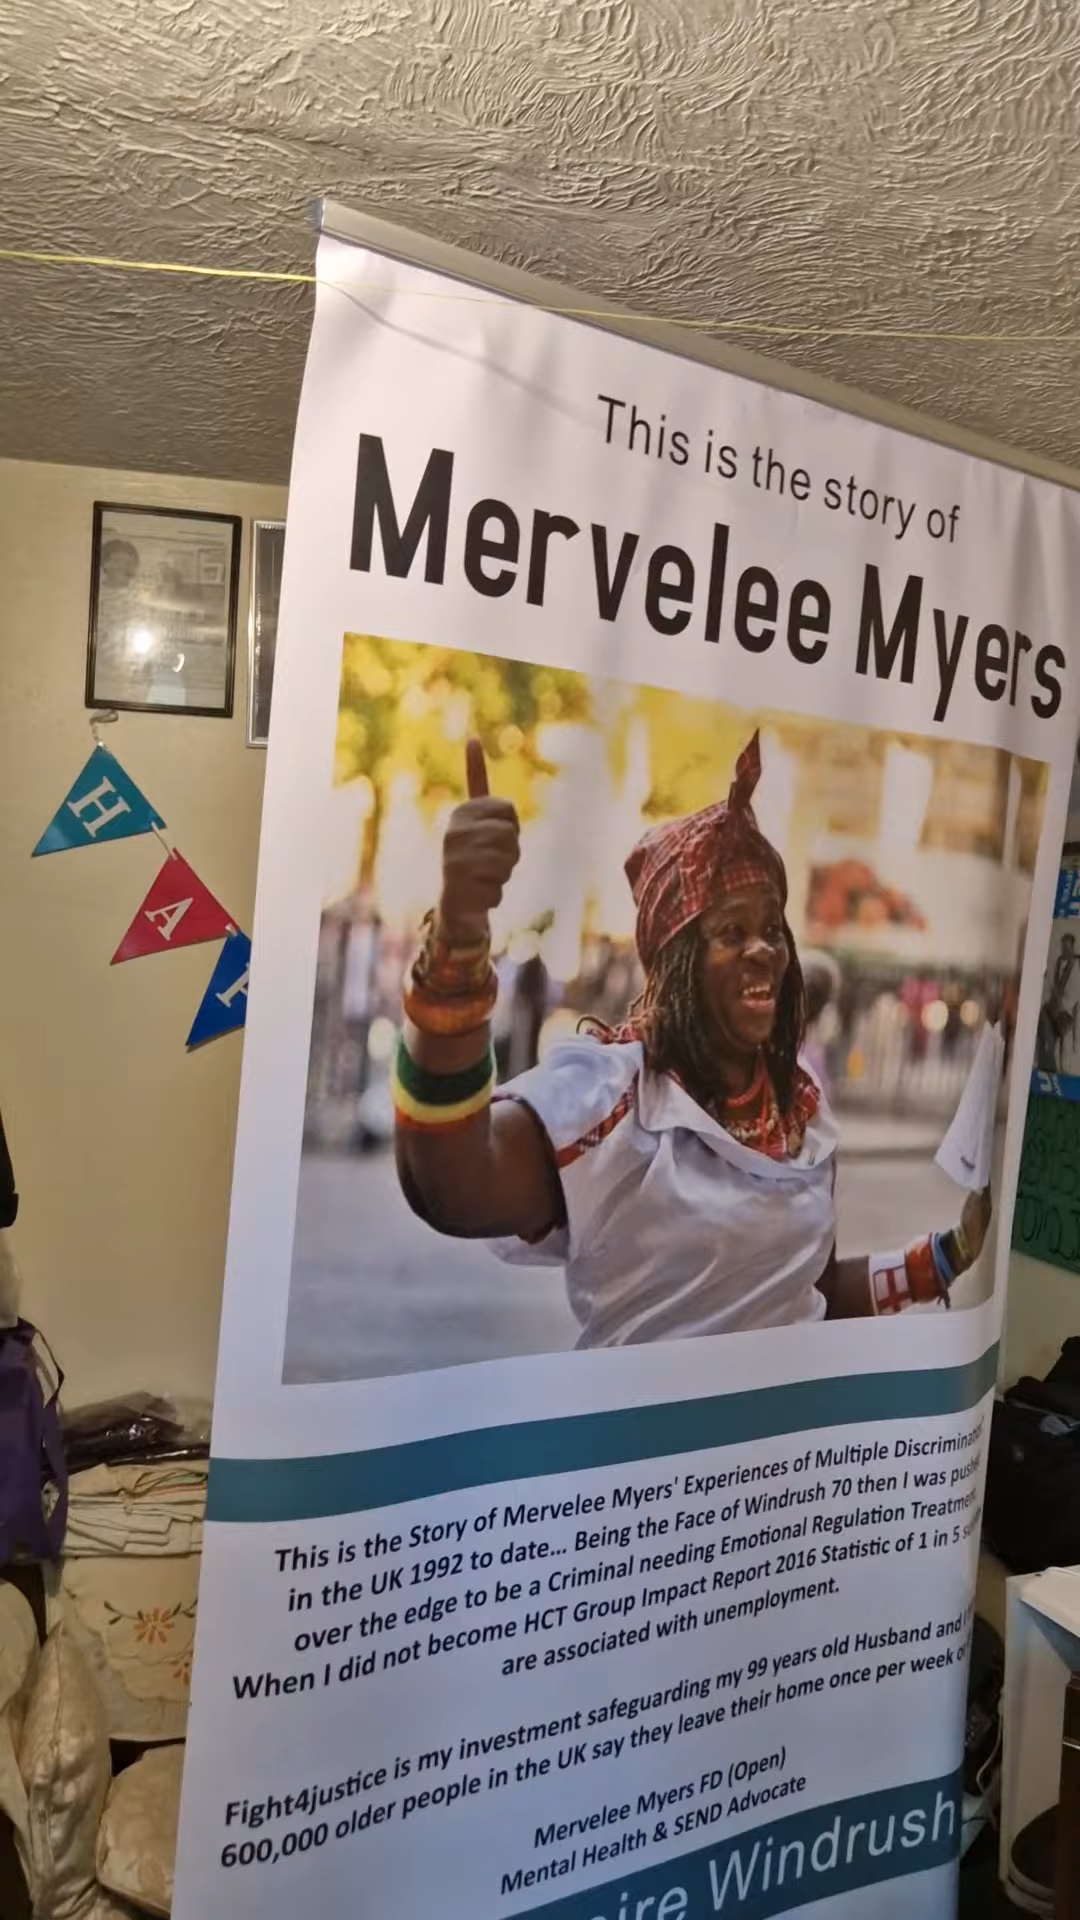 This is the story of
Mervelee Myers
H
A
This is the Story of Mervelee Myers' Experiences of Multiple
in the UK 1992 to date... Being the Face of Windrush 70 then I was
over the edge to be a Criminal needing Emotional Regulation
When I did not become HCT Group Impact Report 2016 Statistic of 1 in 5
are associated with unemployment.
Fight4justice is my investment safeguarding my 99 years old Husband and
600,000 older people in the UK say they leave their home once per week
Mervelee Myers FD (Open)
Mental Health & SEND Advocate
Windrush